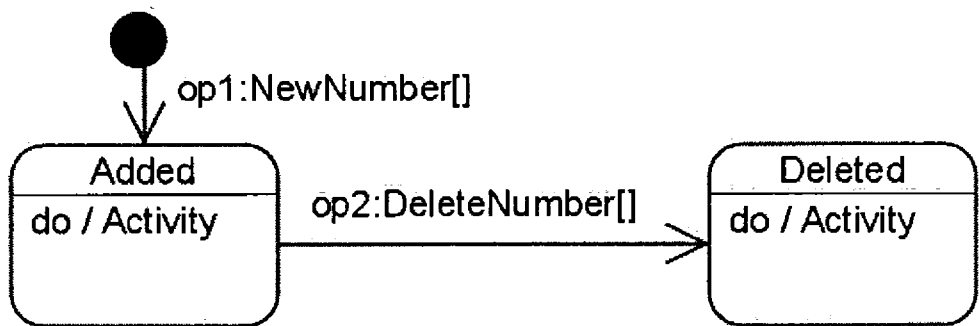 op1:NewNumber[]
Added
do / Activity
op2:DeleteNumber[]
Deleted
do / Activity